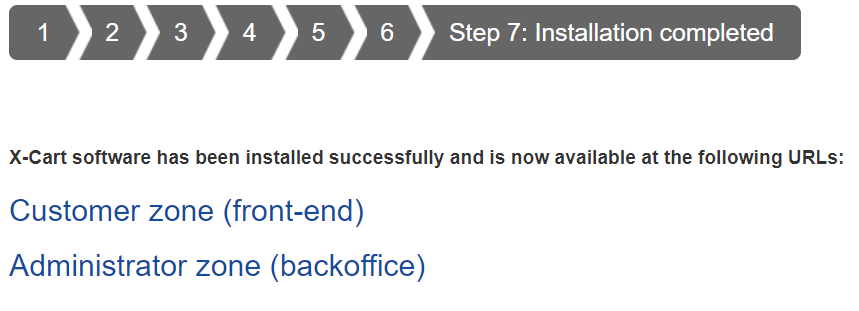 1 2 3 4 5 6 Step 7: Installation completed
X-Cart software has been installed successfully and is now available at the following URLs:
Customer zone (front-end)
Administrator zone (backoffice)